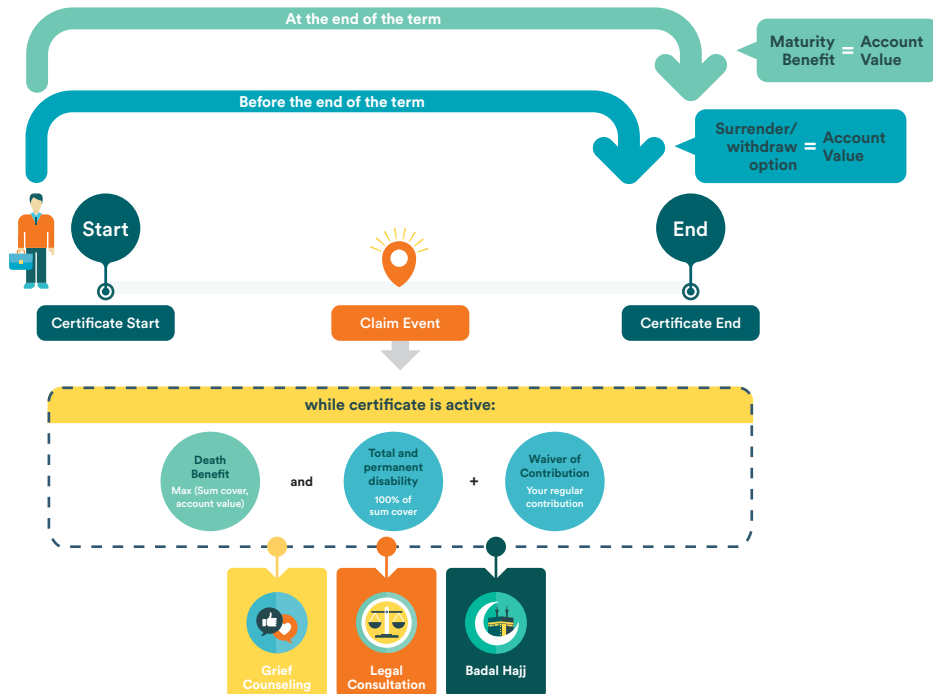 At the end of the term
Maturity
Benefit
=
Account
Value
Before the end of the term
Surrender/
withdraw
option
=
Account
Value
Start
End
Certificate Start
Claim Event
Certificate End
while certificate is active:
Death
Benefit
Max (Sum cover,
account value)
and
Total and
permanent
disability
100% of
sum cover
+
Waiver of
Contribution
Your regular
contribution
Grief
Counseling
Legal
Consultation
Badal Hajj